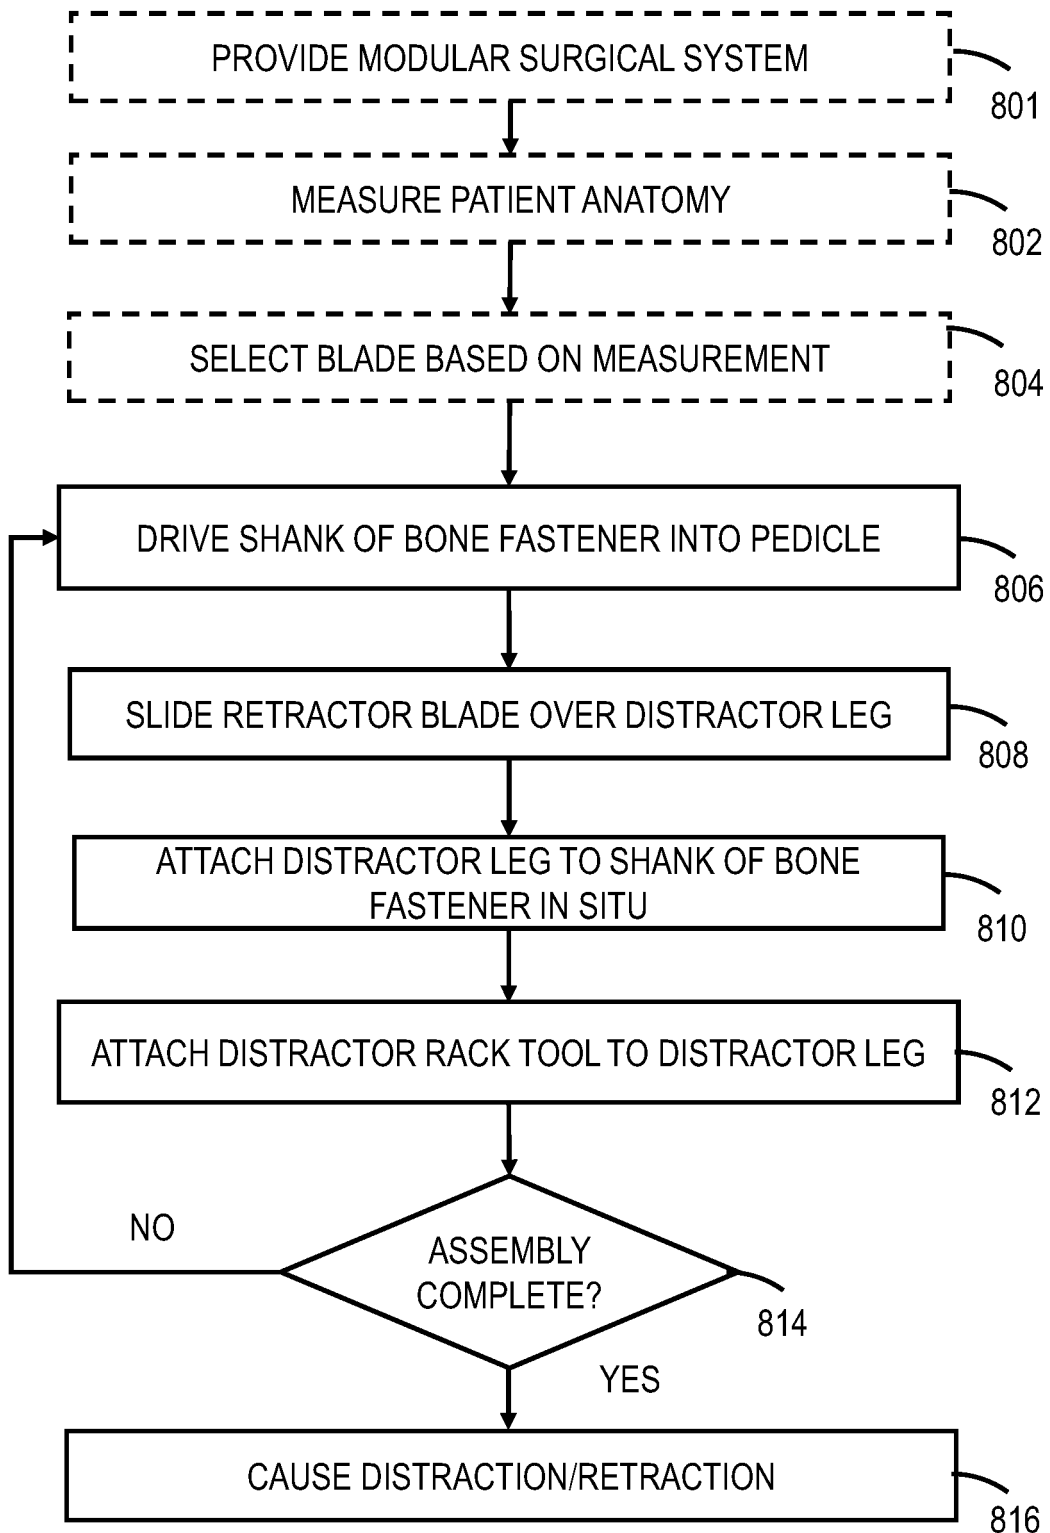 PROVIDE MODULAR SURGICAL SYSTEM
801
MEASURE PATIENT ANATOMY
802
SELECT BLADE BASED ON MEASUREMENT
804
DRIVE SHANK OF BONE FASTENER INTO PEDICLE
806
SLIDE RETRACTOR BLADE OVER DISTRACTOR LEG
808
ATTACH DISTRACTOR LEG TO SHANK OF BONE
FASTENER IN SITU
810
ATTACH DISTRACTOR RACK TOOL TO DISTRACTOR LEG
812
NO
ASSEMBLY
COMPLETE?
814
YES
CAUSE DISTRACTION/RETRACTION
816